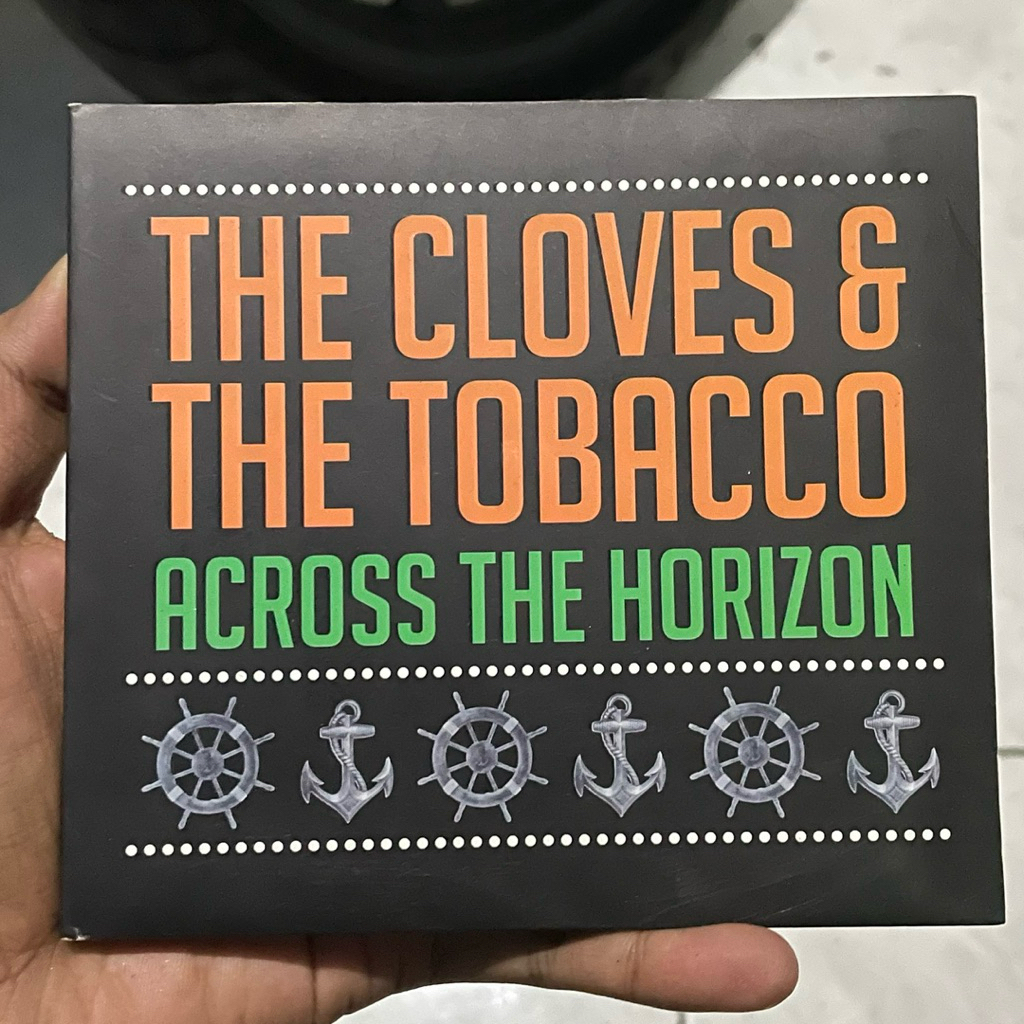 THE CLOVES &
THE TOBACCO
ACROSS THE HORIZON